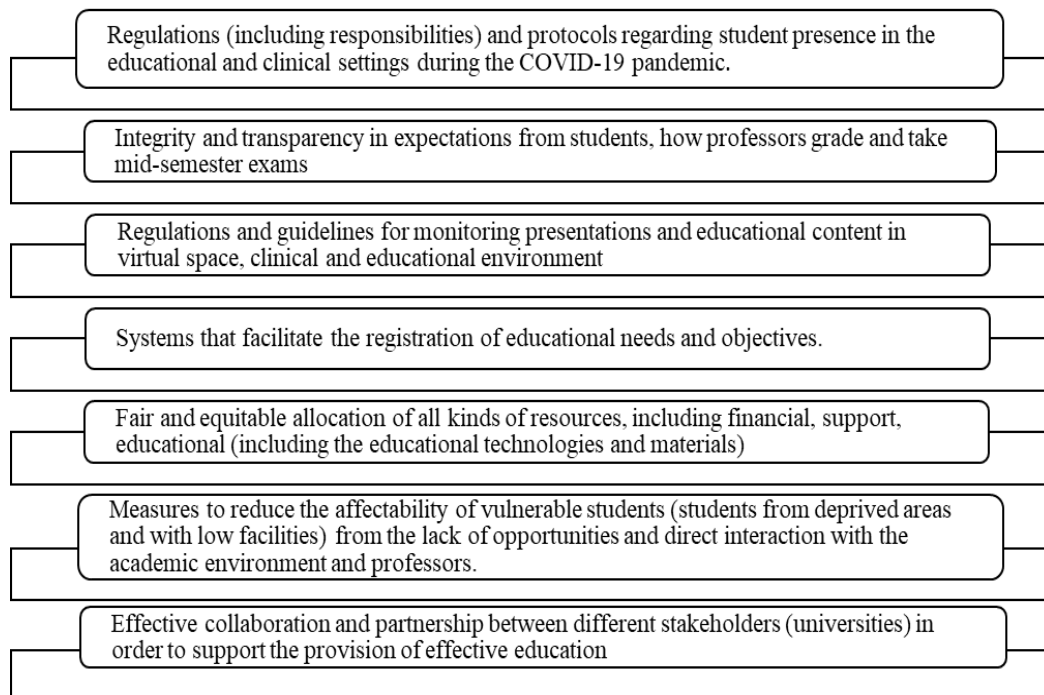 Regulations (including responsibilities) and protocols regarding student presence in the
educational and clinical settings during the COVID-19 pandemic.
Integrity and transparency in expectations from students, how professors grade and take
mid-semester exams
Regulations and guidelines for monitoring presentations and educational content in
virtual space, clinical and educational environment
Systems that facilitate the registration of educational needs and objectives.
Fair and equitable allocation of all kinds of resources, including financial, support,
educational (including the educational technologies and materials)
Measures to reduce the affectability of vulnerable students (students from deprived areas
and with low facilities) from the lack of opportunities and direct interaction with the
academic environment and professors.
Effective collaboration and partnership between different stakeholders (universities) in
order to support the provision of effective education